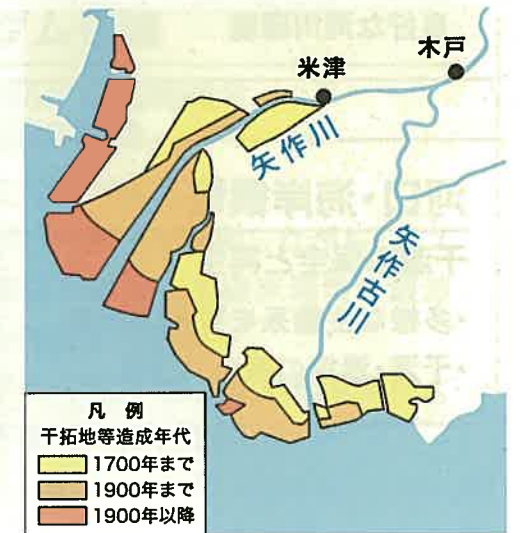 木戸
米津
矢作川
矢作古川
凡 例
干拓地等造成年代
1700年まで
1900年まで
1900年以降